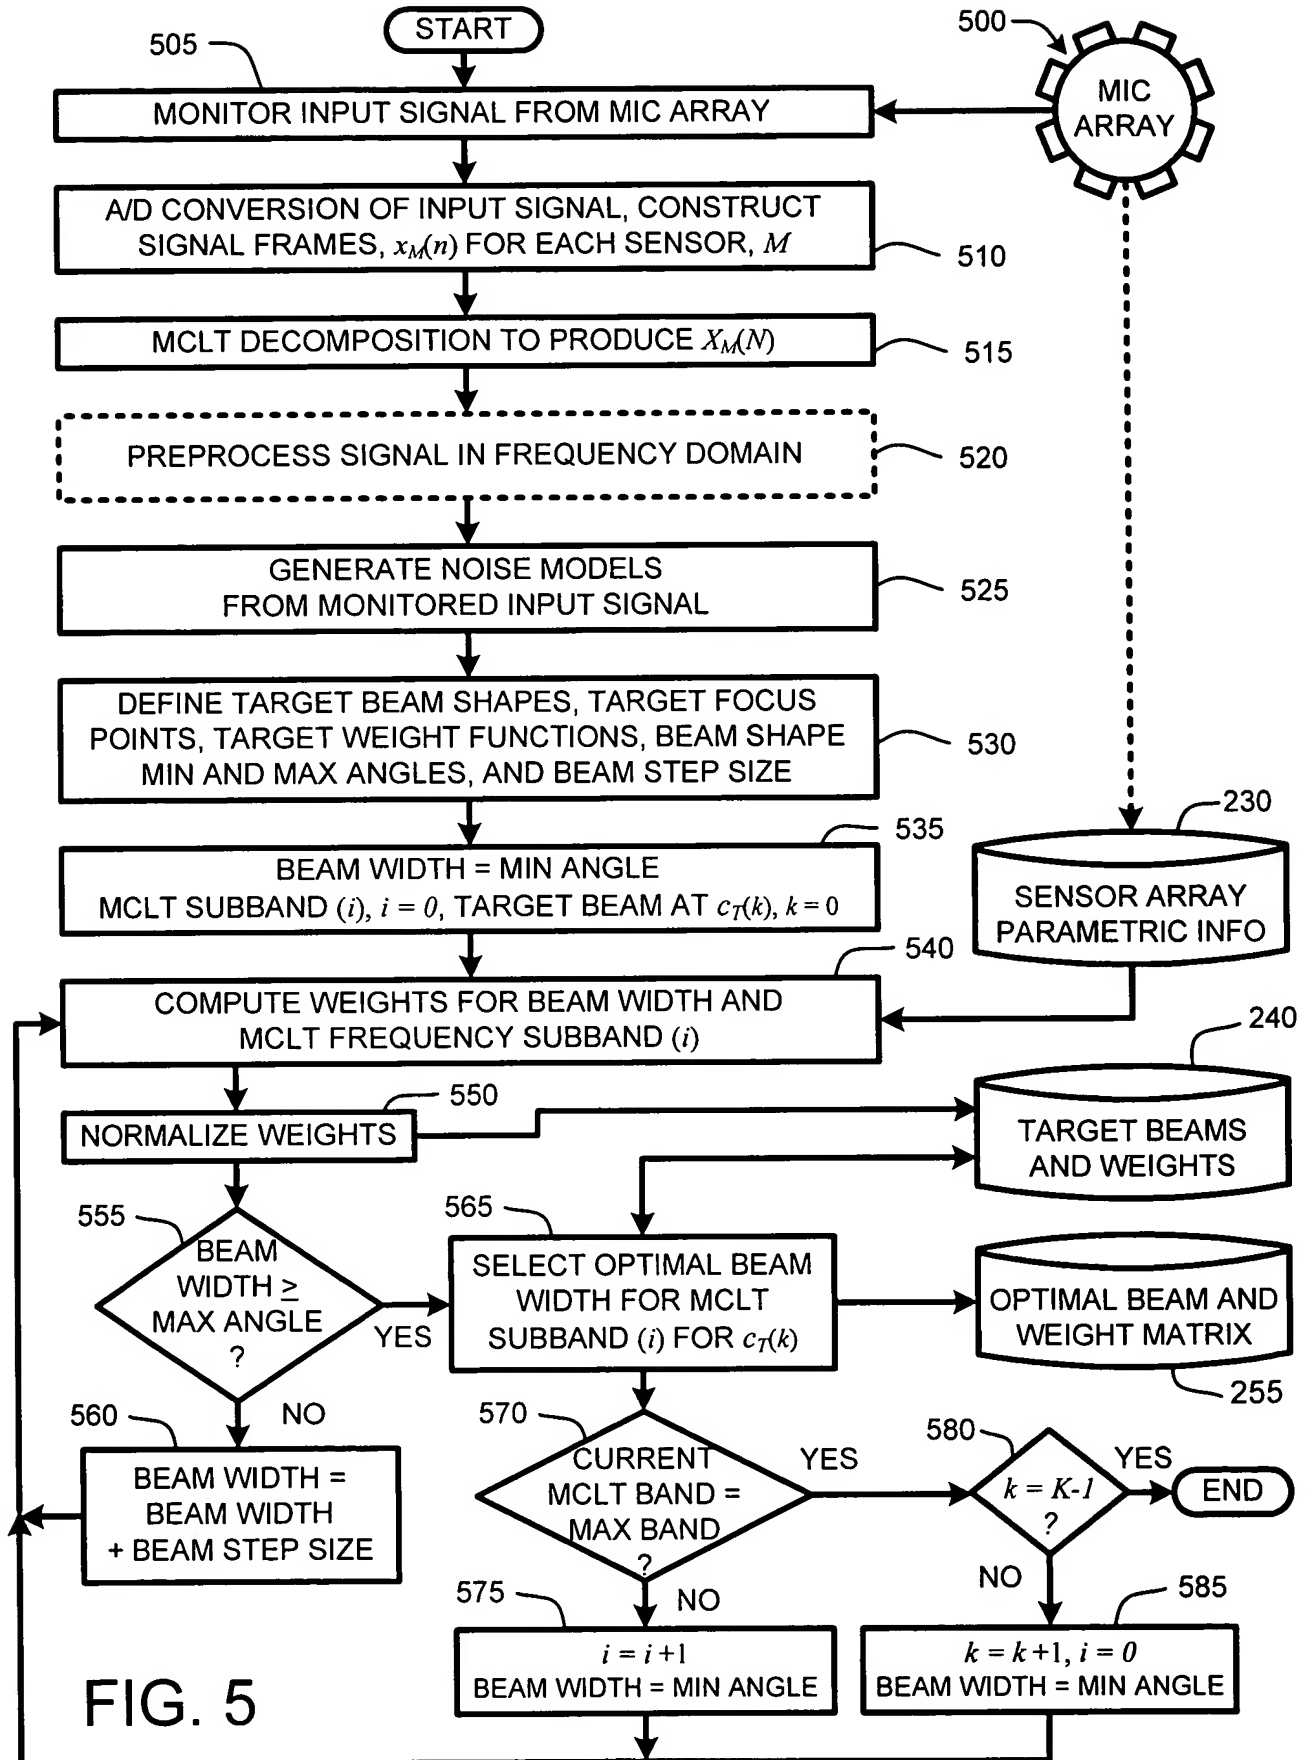 START
505
500
MIC
ARRAY
MONITOR INPUT SIGNAL FROM MIC ARRAY
A/D CONVERSION OF INPUT SIGNAL, CONSTRUCT
SIGNAL FRAMES, x_M(n) FOR EACH SENSOR, M
510
MCLT DECOMPOSITION TO PRODUCE X_M(N)
515
PREPROCESS SIGNAL IN FREQUENCY DOMAIN
520
GENERATE NOISE MODELS
FROM MONITORED INPUT SIGNAL
525
DEFINE TARGET BEAM SHAPES, TARGET FOCUS
POINTS, TARGET WEIGHT FUNCTIONS, BEAM SHAPE
MIN AND MAX ANGLES, AND BEAM STEP SIZE
530
535
BEAM WIDTH = MIN ANGLE
MCLT SUBBAND (i), i = 0, TARGET BEAM AT c_T(k), k = 0
230
SENSOR ARRAY
PARAMETRIC INFO
540
COMPUTE WEIGHTS FOR BEAM WIDTH AND
MCLT FREQUENCY SUBBAND (i)
240
TARGET BEAMS
AND WEIGHTS
550
NORMALIZE WEIGHTS
555
BEAM
WIDTH ≥
MAX ANGLE
?
YES
NO
565
SELECT OPTIMAL BEAM
WIDTH FOR MCLT
SUBBAND (i) FOR c_T(k)
OPTIMAL BEAM AND
WEIGHT MATRIX
255
560
BEAM WIDTH =
BEAM WIDTH
+ BEAM STEP SIZE
570
CURRENT
MCLT BAND =
MAX BAND
?
YES
NO
580
k = K-1
?
YES
END
NO
575
i = i+1
BEAM WIDTH = MIN ANGLE
585
k = k+1, i = 0
BEAM WIDTH = MIN ANGLE
FIG. 5